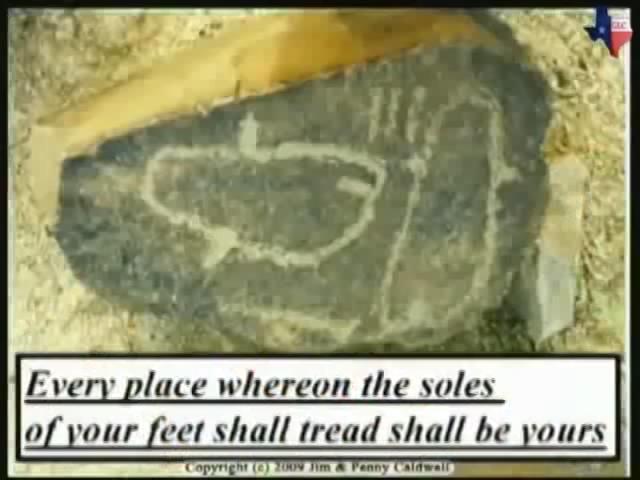 Every place whereon the soles
of your feet shall tread shall be yours
Copyright (c) 2009 Jim & Penny Caldwell